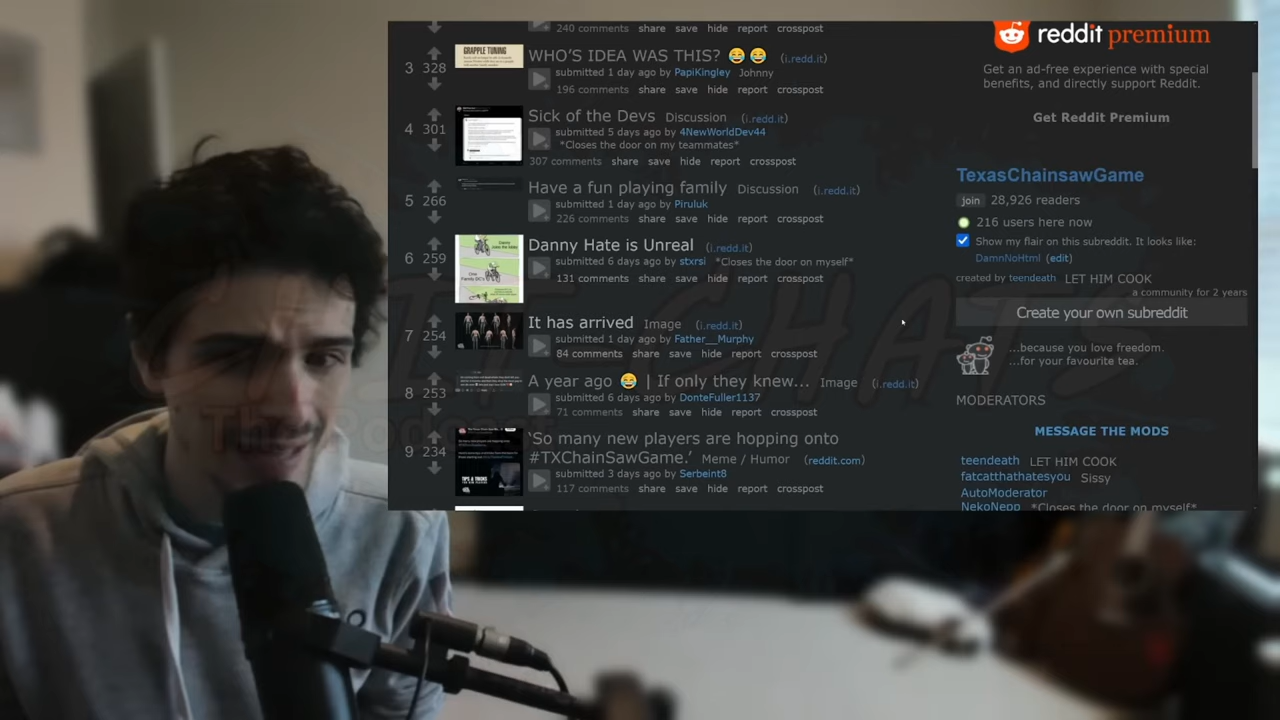 240 comments share save hide report crosspost
3 328
GRAPPLE TUNING
WHO'S IDEA WAS THIS? 😂 😂 (i.redd.it)
submitted 1 day ago by PapiKingley Johnny
196 comments share save hide report crosspost
4 301
Sick of the Devs Discussion (i.redd.it)
submitted 5 days ago by 4NewWorldDev44
*Closes the door on my teammates*
307 comments share save hide report crosspost
5 266
Have a fun playing family Discussion (i.redd.it)
submitted 1 day ago by Piruluk
226 comments share save hide report crosspost
6 259
Danny Hate is Unreal (i.redd.it)
submitted 6 days ago by stxrsi *Closes the door on myself*
131 comments share save hide report crosspost
7 254
It has arrived Image (i.redd.it)
submitted 1 day ago by Father__Murphy
84 comments share save hide report crosspost
8 253
A year ago 😂 | If only they knew... Image (i.redd.it)
submitted 6 days ago by DonteFuller1137
71 comments share save hide report crosspost
9 234
'So many new players are hopping onto
#TXChainSawGame.' Meme / Humor (reddit.com)
submitted 3 days ago by Serbeint8
117 comments share save hide report crosspost
reddit premium
Get an ad-free experience with special
benefits, and directly support Reddit.
Get Reddit Premium
TexasChainsawGame
join 28,926 readers
216 users here now
Show my flair on this subreddit. It looks like:
DamnNoHtml (edit)
created by teendeath LET HIM COOK
a community for 2 years
Create your own subreddit
...because you love freedom.
...for your favourite tea.
MODERATORS
MESSAGE THE MODS
teendeath LET HIM COOK
fatcatthathatesyou Sissy
AutoModerator
NekoNepp *Closes the door on myself*
CHATS
The Podcast